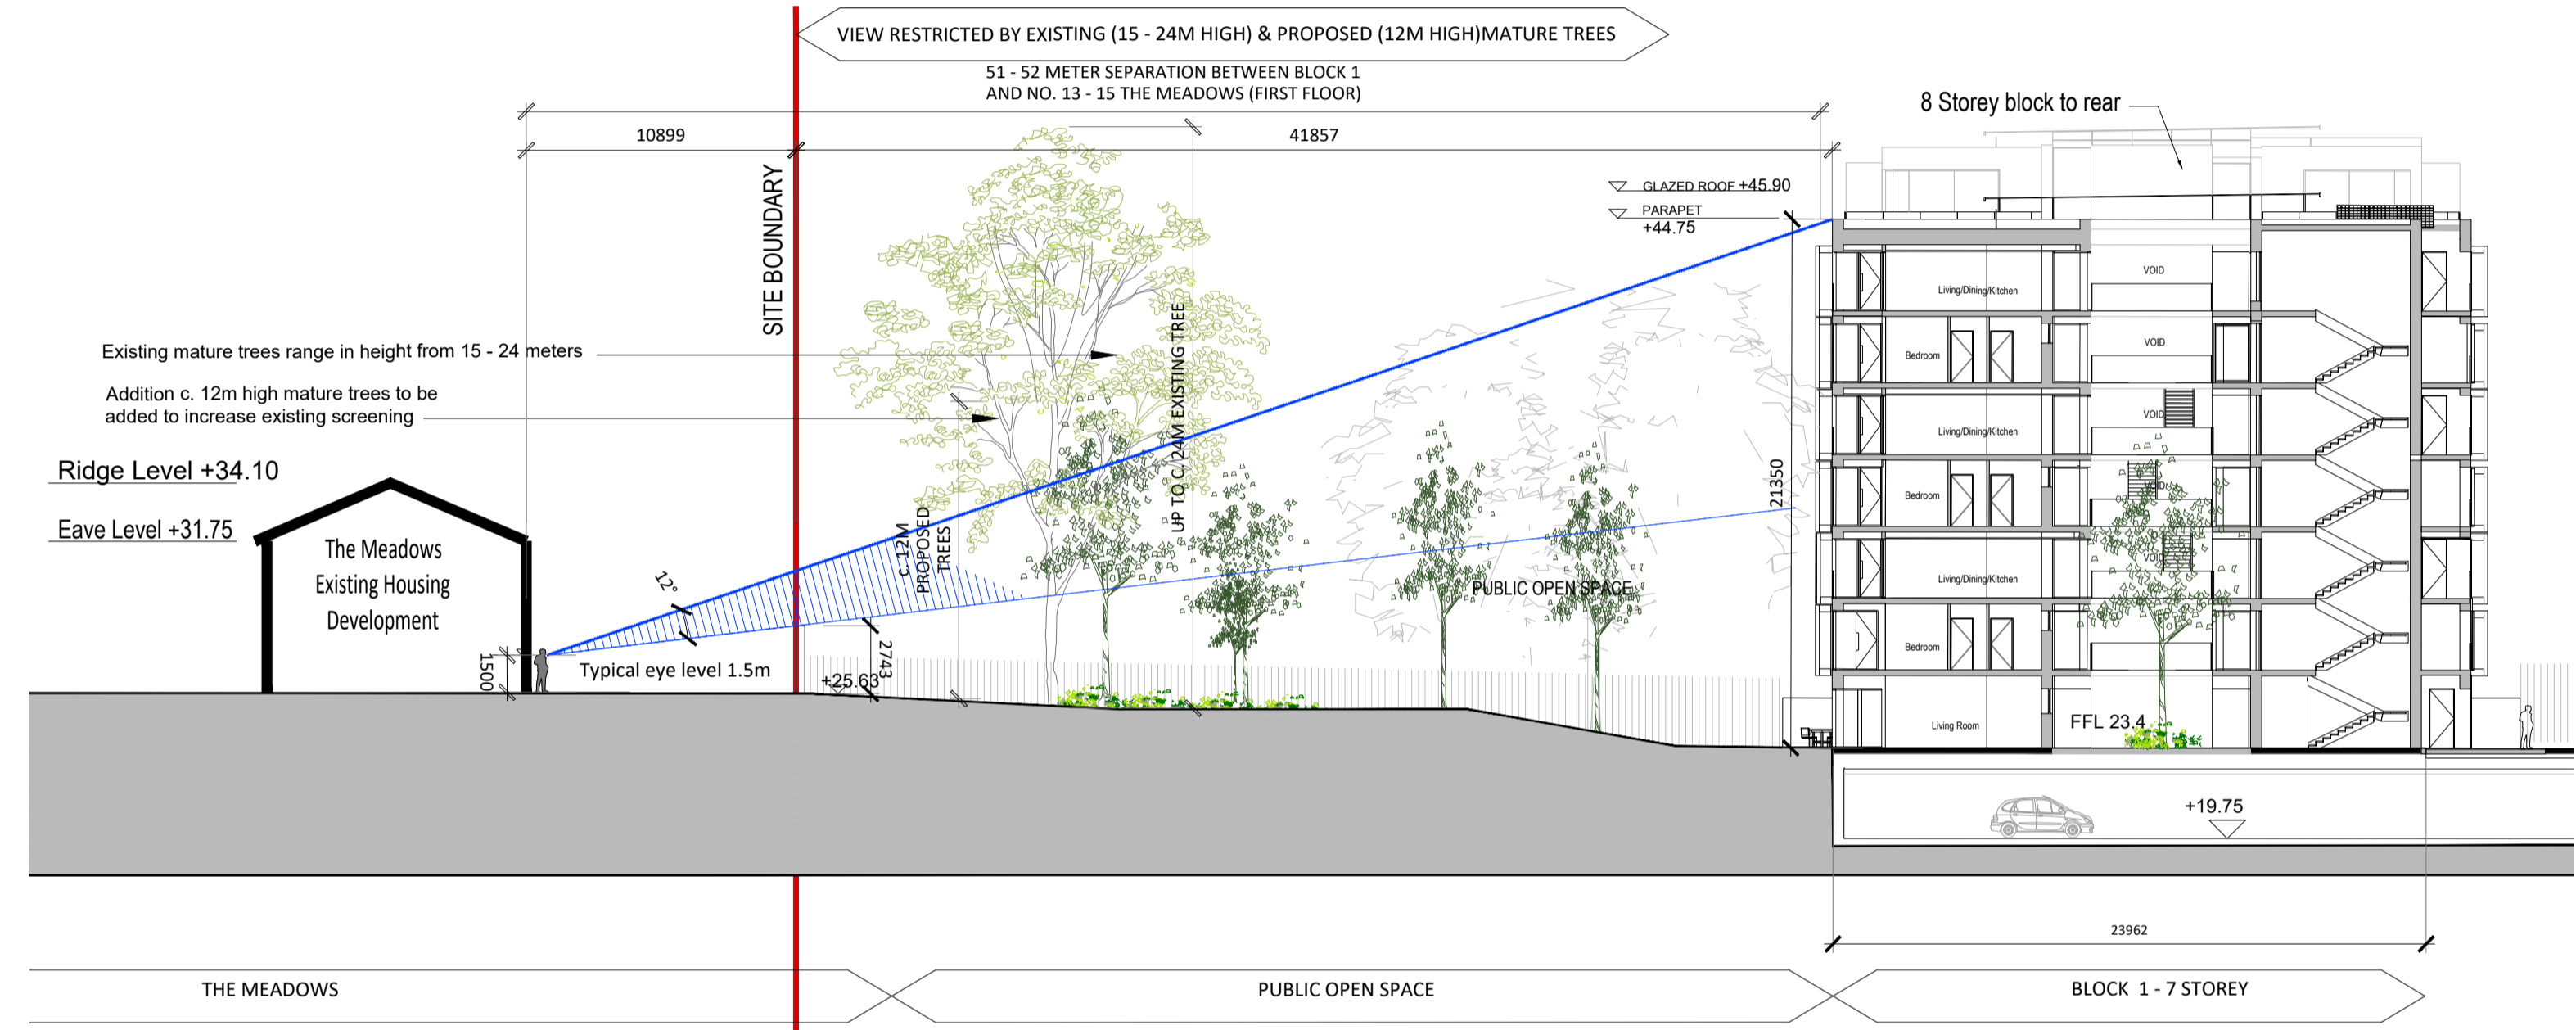 VIEW RESTRICTED BY EXISTING (15 - 24M HIGH) & PROPOSED (12M HIGH)MATURE TREES
51 - 52 METER SEPARATION BETWEEN BLOCK 1
AND NO. 13 - 15 THE MEADOWS (FIRST FLOOR)
8 Storey block to rear
10899
41857
SITE BOUNDARY
GLAZED ROOF +45.90
PARAPET
+44.75
Existing mature trees range in height from 15 - 24 meters
Addition c. 12m high mature trees to be
added to increase existing screening
Ridge Level +34.10
Eave Level +31.75
The Meadows
Existing Housing
Development
12°
1500
Typical eye level 1.5m
+25.63
2743
c. 12M
PROPOSED
TREES
UP TO C. 24M EXISTING TREE
PUBLIC OPEN SPACE
21350
Living/Dining/Kitchen
VOID
Bedroom
VOID
Living/Dining/Kitchen
VOID
Bedroom
VOID
Living/Dining/Kitchen
VOID
Bedroom
Living Room
FFL 23.4
+19.75
23962
THE MEADOWS
PUBLIC OPEN SPACE
BLOCK 1 - 7 STOREY